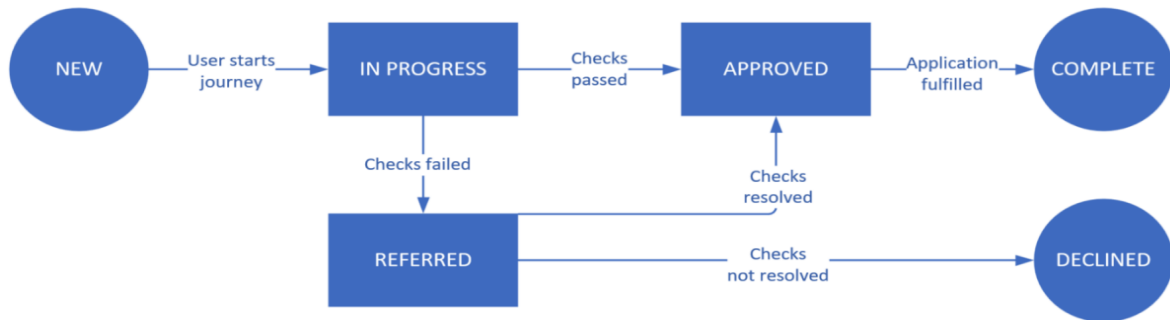 NEW
User starts
journey
IN PROGRESS
Checks
passed
APPROVED
Application
fulfilled
COMPLETE
Checks failed
Checks
resolved
REFERRED
Checks
not resolved
DECLINED